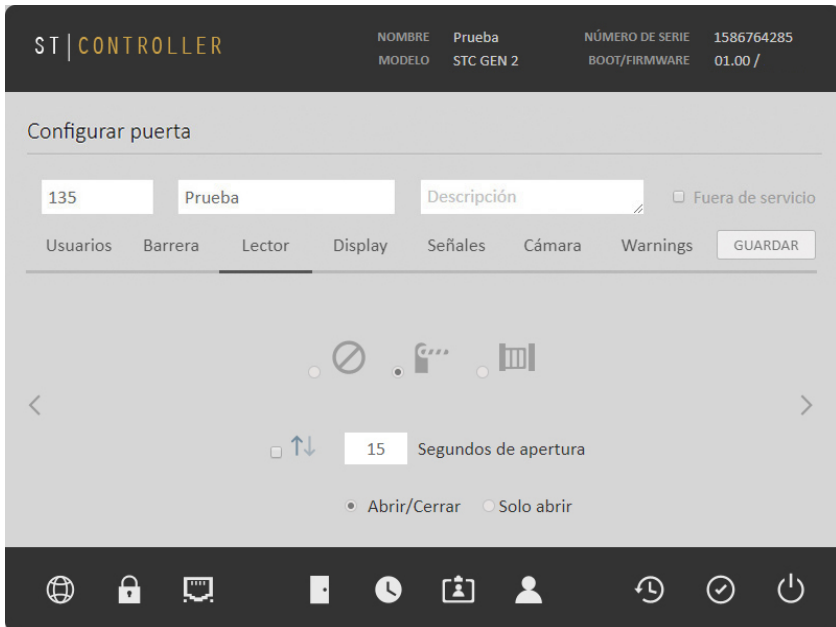 ST|CONTROLLER
NOMBRE Prueba NÚMERO DE SERIE 1586764285
MODELO STC GEN 2 BOOT/FIRMWARE 01.00 /
Configurar puerta
135 Prueba Descripción Fuera de servicio
Usuarios Barrera Lector Display Señales Cámara Warnings GUARDAR
15 Segundos de apertura
Abrir/Cerrar Solo abrir